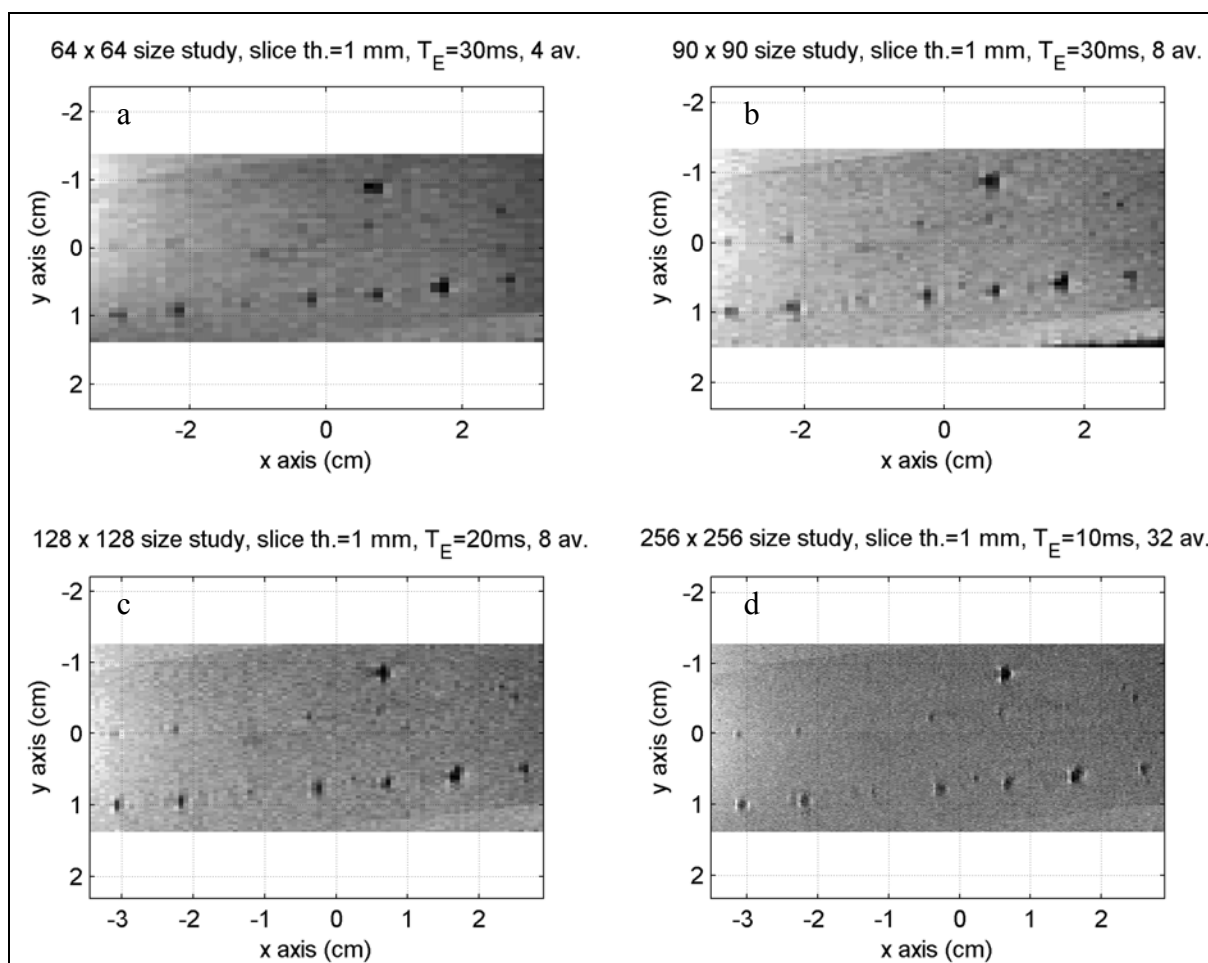 64 x 64 size study, slice th.=1 mm, T_E=30ms, 4 av.
a
-2
-1
0
1
2
y axis (cm)
-2
0
2
x axis (cm)
90 x 90 size study, slice th.=1 mm, T_E=30ms, 8 av.
b
-2
-1
0
1
2
y axis (cm)
-2
0
2
x axis (cm)
128 x 128 size study, slice th.=1 mm, T_E=20ms, 8 av.
c
-2
-1
0
1
2
y axis (cm)
-3
-2
-1
0
1
2
x axis (cm)
256 x 256 size study, slice th.=1 mm, T_E=10ms, 32 av.
d
-2
-1
0
1
2
y axis (cm)
-3
-2
-1
0
1
2
x axis (cm)